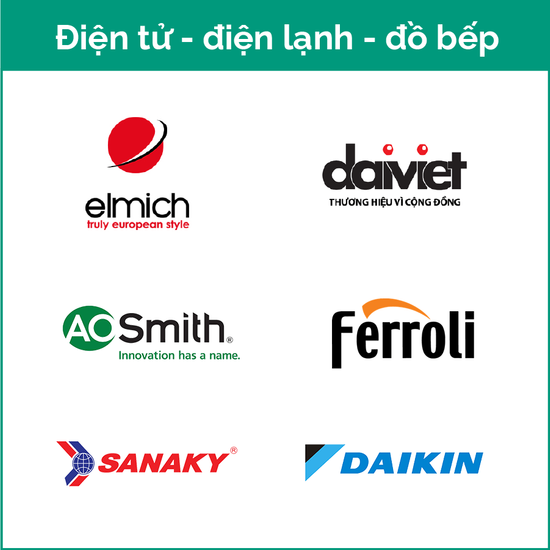 Điện tử - điện lạnh - đồ bếp
elmich
truly european style
daiviet
THƯƠNG HIỆU VÌ CỘNG ĐỒNG
AO Smith®
Innovation has a name.
Ferroli
SANAKY®
DAIKIN